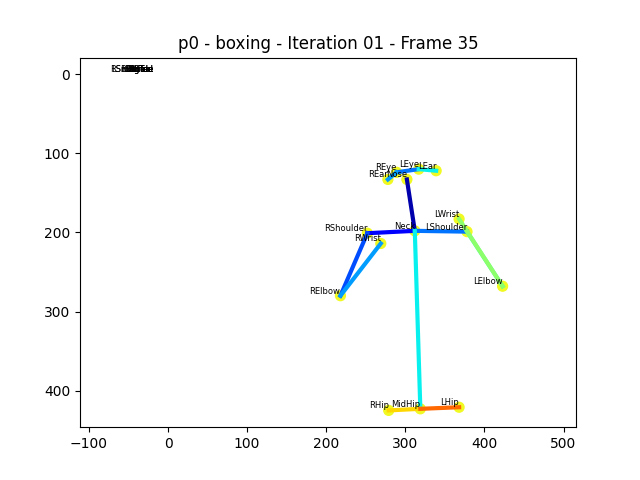 p0 - boxing - Iteration 01 - Frame 35
0
100
200
300
400
−100
0
100
200
300
400
500
REye
LEye
LEar
REar
Nose
LWrist
RShoulder
Neck
LShoulder
RWrist
RElbow
LElbow
RHip
MidHip
LHip